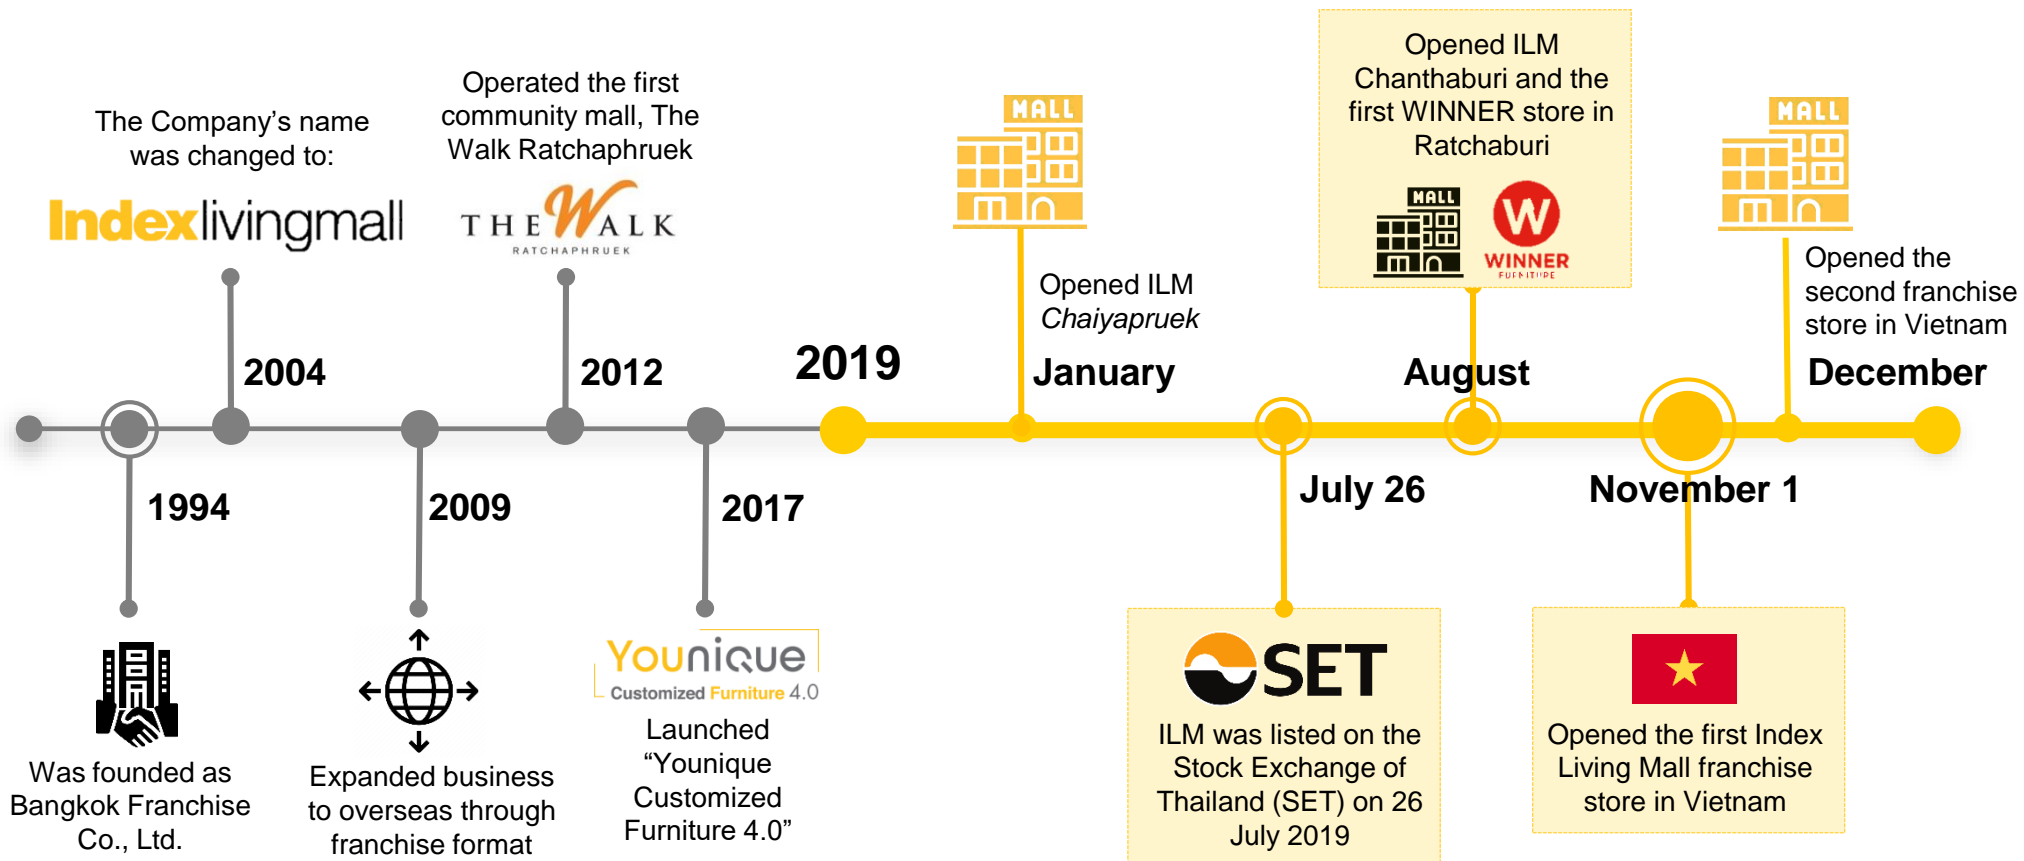 The Company’s name
was changed to:
Indexlivingmall
2004
Operated the first
community mall, The
Walk Ratchaphruek
THE WALK
RATCHAPHRUEK
2012
2019
MALL
Opened ILM
Chaiyapruek
January
Opened ILM
Chanthaburi and the
first WINNER store in
Ratchaburi
MALL
W
WINNER
FURNITURE
August
MALL
Opened the
second franchise
store in Vietnam
December
1994
Was founded as
Bangkok Franchise
Co., Ltd.
2009
Expanded business
to overseas through
franchise format
2017
Younique
Customized Furniture 4.0
Launched
“Younique
Customized
Furniture 4.0”
July 26
SET
ILM was listed on the
Stock Exchange of
Thailand (SET) on 26
July 2019
November 1
Opened the first Index
Living Mall franchise
store in Vietnam